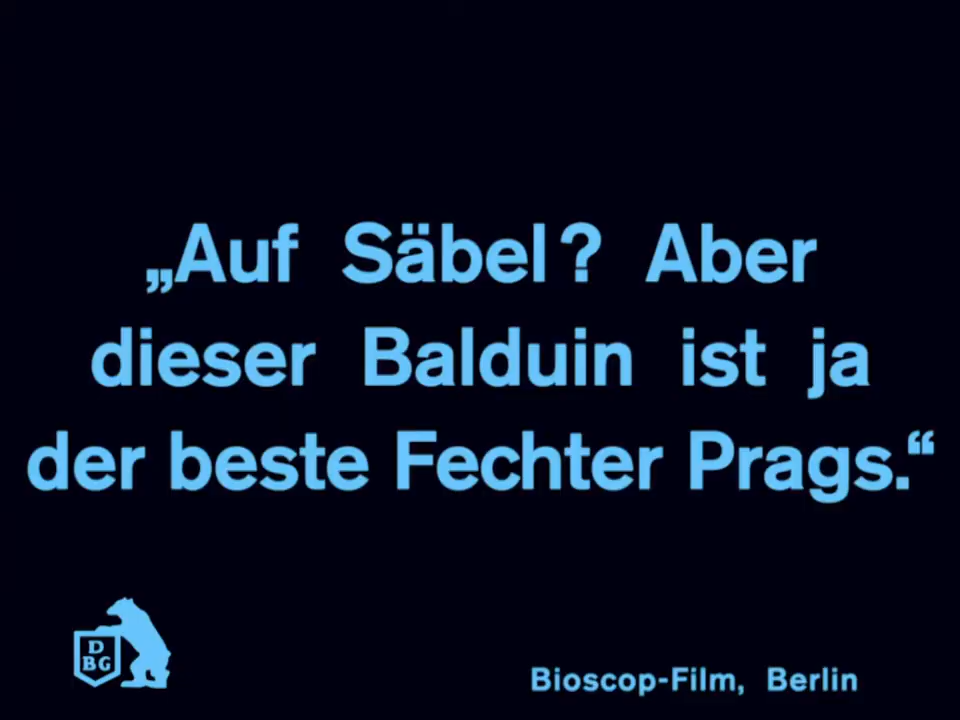 „Auf Säbel? Aber
dieser Balduin ist ja
der beste Fechter Prags.“
D
BG
Bioscop-Film, Berlin